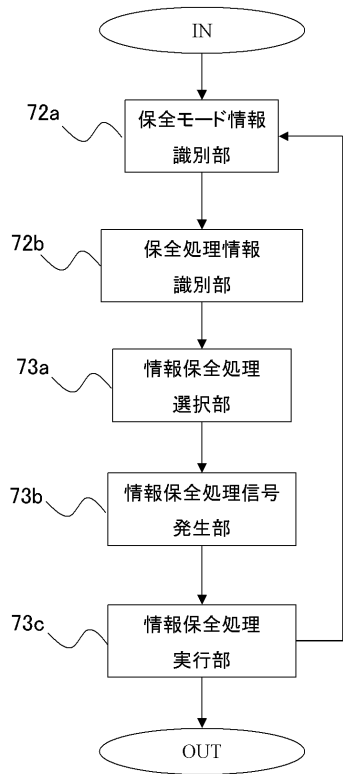 IN
72a
保全モード情報
識別部
72b
保全処理情報
識別部
73a
情報保全処理
選択部
73b
情報保全処理信号
発生部
73c
情報保全処理
実行部
OUT